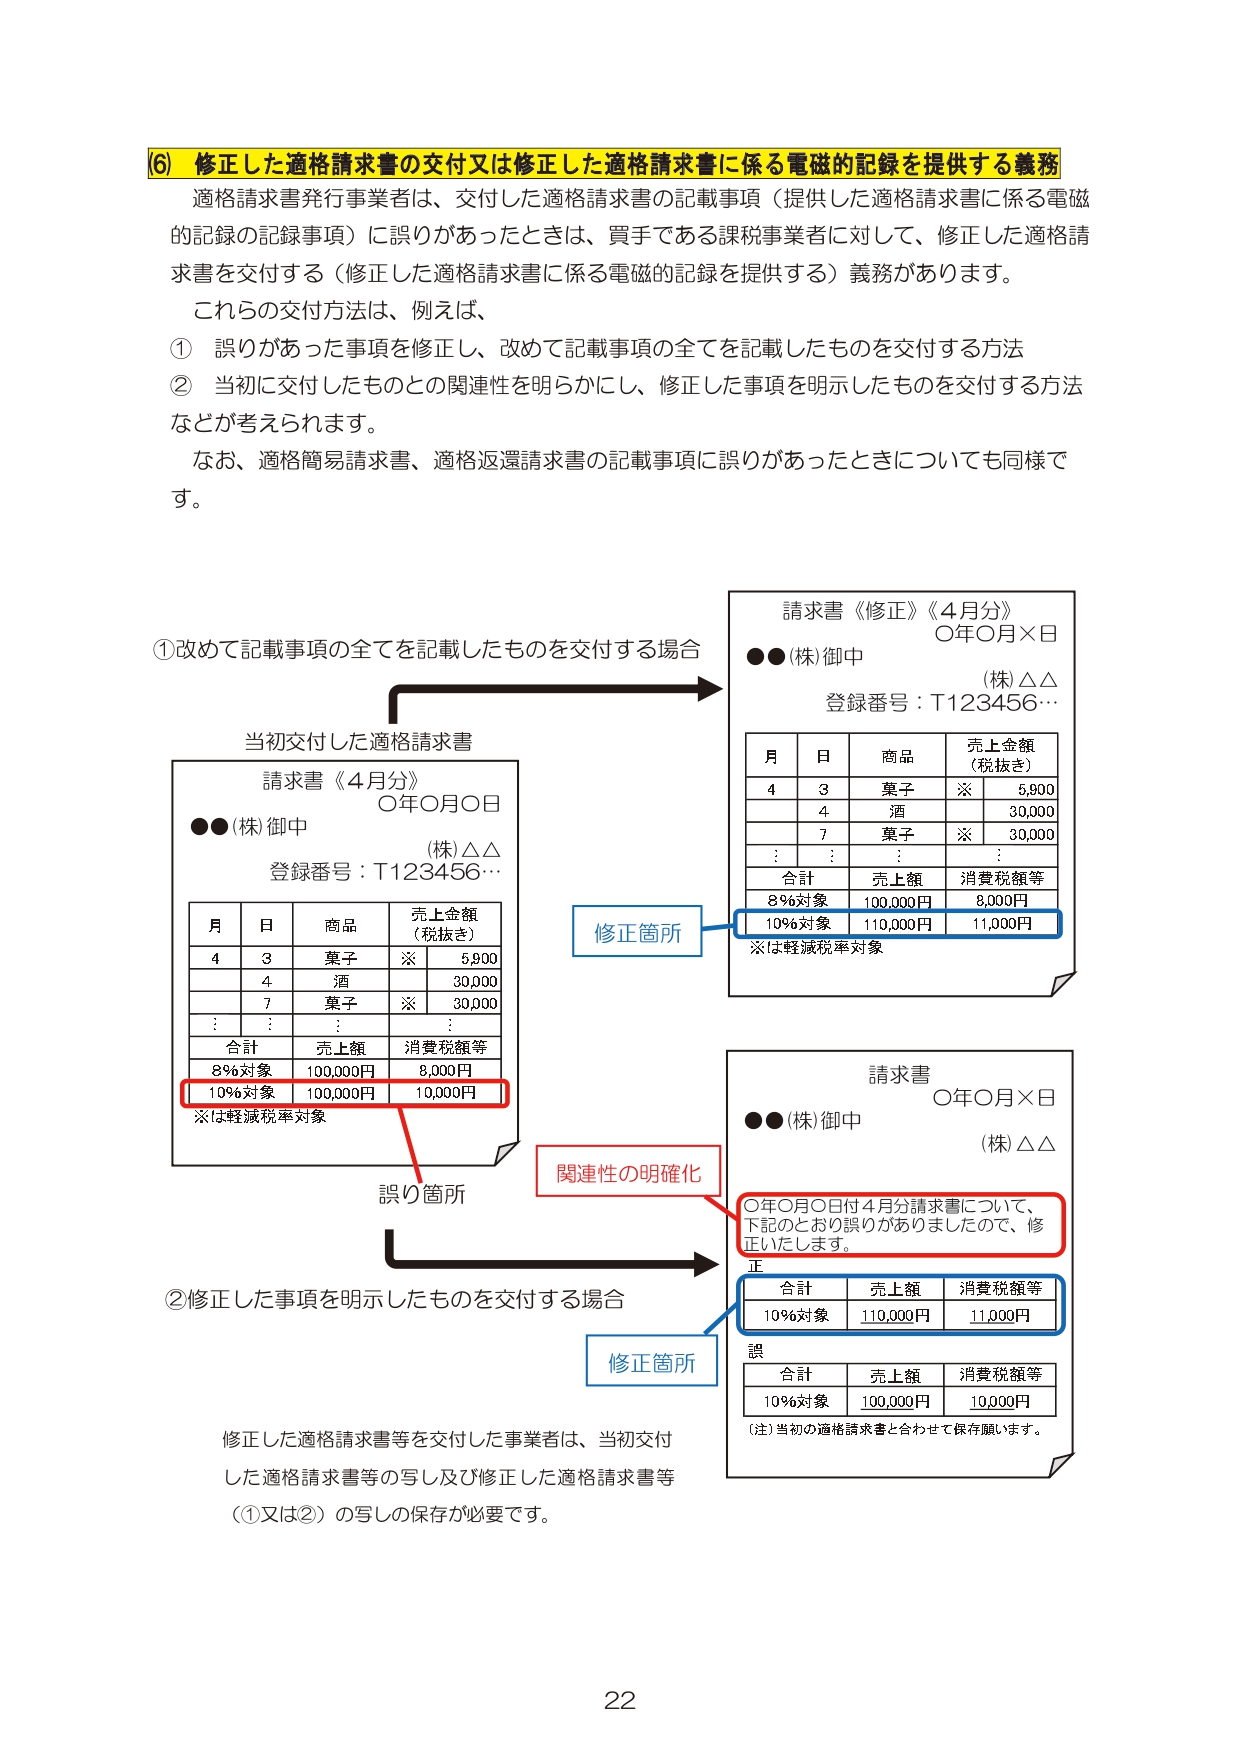 ⑹　修正した適格請求書の交付又は修正した適格請求書に係る電磁的記録を提供する義務
適格請求書発行事業者は、交付した適格請求書の記載事項（提供した適格請求書に係る電磁
的記録の記録事項）に誤りがあったときは、買手である課税事業者に対して、修正した適格請
求書を交付する（修正した適格請求書に係る電磁的記録を提供する）義務があります。
これらの交付方法は、例えば、
①　誤りがあった事項を修正し、改めて記載事項の全てを記載したものを交付する方法
②　当初に交付したものとの関連性を明らかにし、修正した事項を明示したものを交付する方法
などが考えられます。
なお、適格簡易請求書、適格返還請求書の記載事項に誤りがあったときについても同様で
す。
①改めて記載事項の全てを記載したものを交付する場合
当初交付した適格請求書
請求書《４月分》
〇年〇月〇日
●●(株)御中
(株)△△
登録番号：T123456…
月 日 商品 売上金額（税抜き）
4 3 菓子 ※ 5,900
4 酒 30,000
7 菓子 ※ 30,000
⋮ ⋮ ⋮ ⋮
合計 売上額 消費税額等
8%対象 100,000円 8,000円
10%対象 100,000円 10,000円
※は軽減税率対象
誤り箇所
請求書《修正》《４月分》
〇年〇月×日
●●(株)御中
(株)△△
登録番号：T123456…
月 日 商品 売上金額（税抜き）
4 3 菓子 ※ 5,900
4 酒 30,000
7 菓子 ※ 30,000
⋮ ⋮ ⋮ ⋮
合計 売上額 消費税額等
8%対象 100,000円 8,000円
10%対象 110,000円 11,000円
※は軽減税率対象
修正箇所
②修正した事項を明示したものを交付する場合
請求書
〇年〇月×日
●●(株)御中
(株)△△
関連性の明確化
〇年〇月〇日付４月分請求書について、
下記のとおり誤りがありましたので、修
正いたします。
正
合計 売上額 消費税額等
10%対象 110,000円 11,000円
修正箇所
誤
合計 売上額 消費税額等
10%対象 100,000円 10,000円
(注)当初の適格請求書と合わせて保存願います。
修正した適格請求書等を交付した事業者は、当初交付
した適格請求書等の写し及び修正した適格請求書等
（①又は②）の写しの保存が必要です。
22